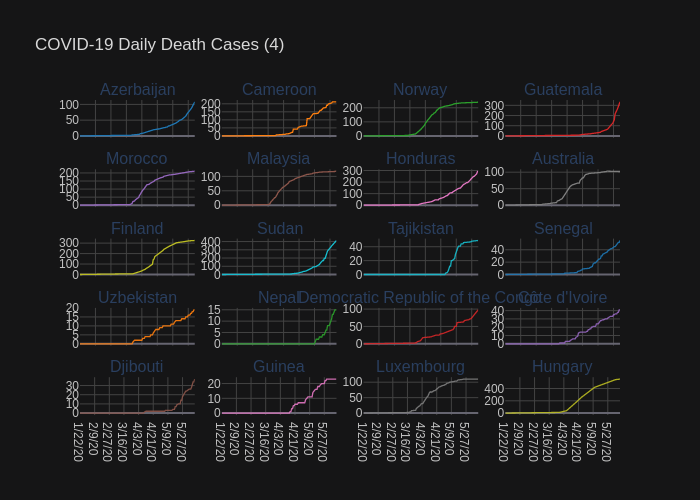 COVID-19 Daily Death Cases (4)
Azerbaijan Cameroon Norway Guatemala
100 50 0
200 150 100 50 0
200 100 0
300 200 100 0
Morocco Malaysia Honduras Australia
200 150 100 50 0
100 50 0
300 200 100 0
100 50 0
Finland Sudan Tajikistan Senegal
300 200 100 0
400 300 200 100 0
40 20 0
40 20 0
Uzbekistan Nepal Democratic Republic of the Congo Côte d'Ivoire
20 15 10 5 0
15 10 5 0
100 50 0
40 30 20 10 0
Djibouti Guinea Luxembourg Hungary
30 20 10 0
20 10 0
100 50 0
400 200 0
1/22/20 2/9/20 2/27/20 3/16/20 4/3/20 4/21/20 5/9/20 5/27/20
1/22/20 2/9/20 2/27/20 3/16/20 4/3/20 4/21/20 5/9/20 5/27/20
1/22/20 2/9/20 2/27/20 3/16/20 4/3/20 4/21/20 5/9/20 5/27/20
1/22/20 2/9/20 2/27/20 3/16/20 4/3/20 4/21/20 5/9/20 5/27/20